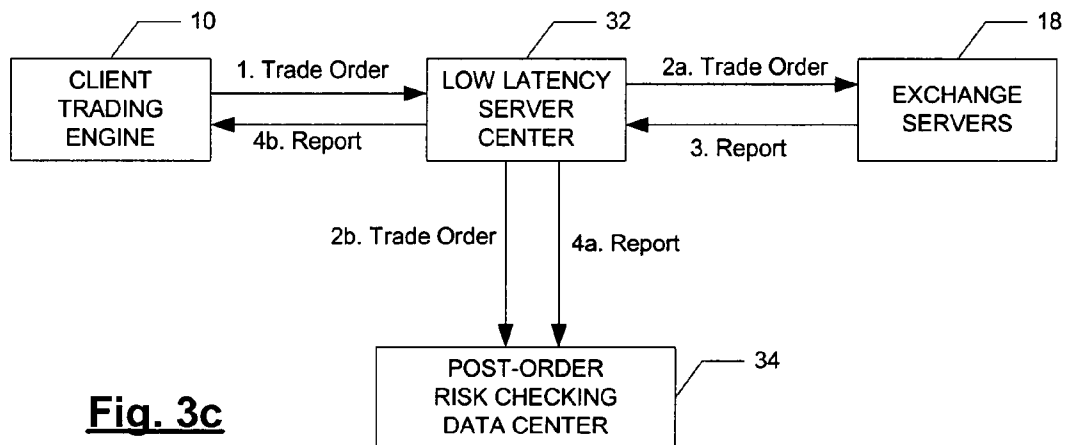 10
32
18
CLIENT
TRADING
ENGINE
1. Trade Order
4b. Report
LOW LATENCY
SERVER
CENTER
2a. Trade Order
3. Report
EXCHANGE
SERVERS
2b. Trade Order
4a. Report
POST-ORDER
RISK CHECKING
DATA CENTER
34
Fig. 3c